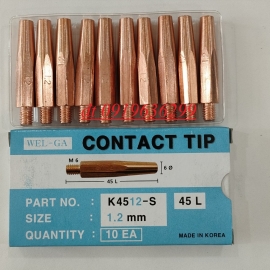 WEL-GA
CONTACT TIP
M 6
6 Ø
45 L
PART NO. : K4512-S 45 L
SIZE : 1.2 mm
QUANTITY : 10 EA
MADE IN KOREA